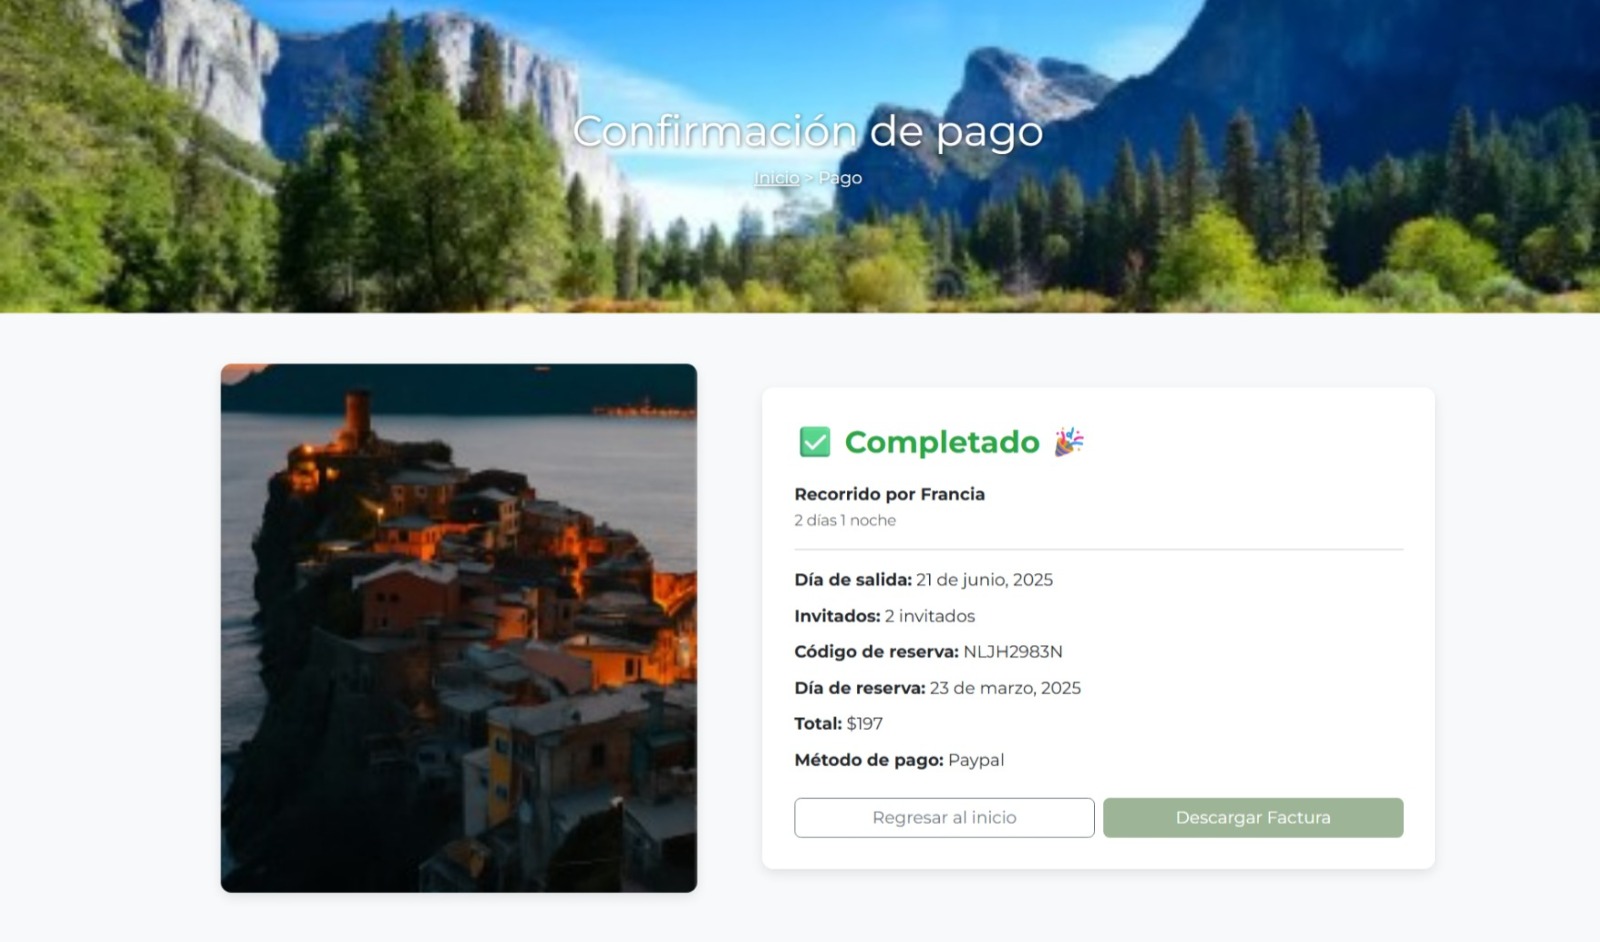 Confirmación de pago
Inicio > Pago
✅ Completado 🎉
Recorrido por Francia
2 días 1 noche
Día de salida: 21 de junio, 2025
Invitados: 2 invitados
Código de reserva: NLJH2983N
Día de reserva: 23 de marzo, 2025
Total: $197
Método de pago: Paypal
Regresar al inicio
Descargar Factura